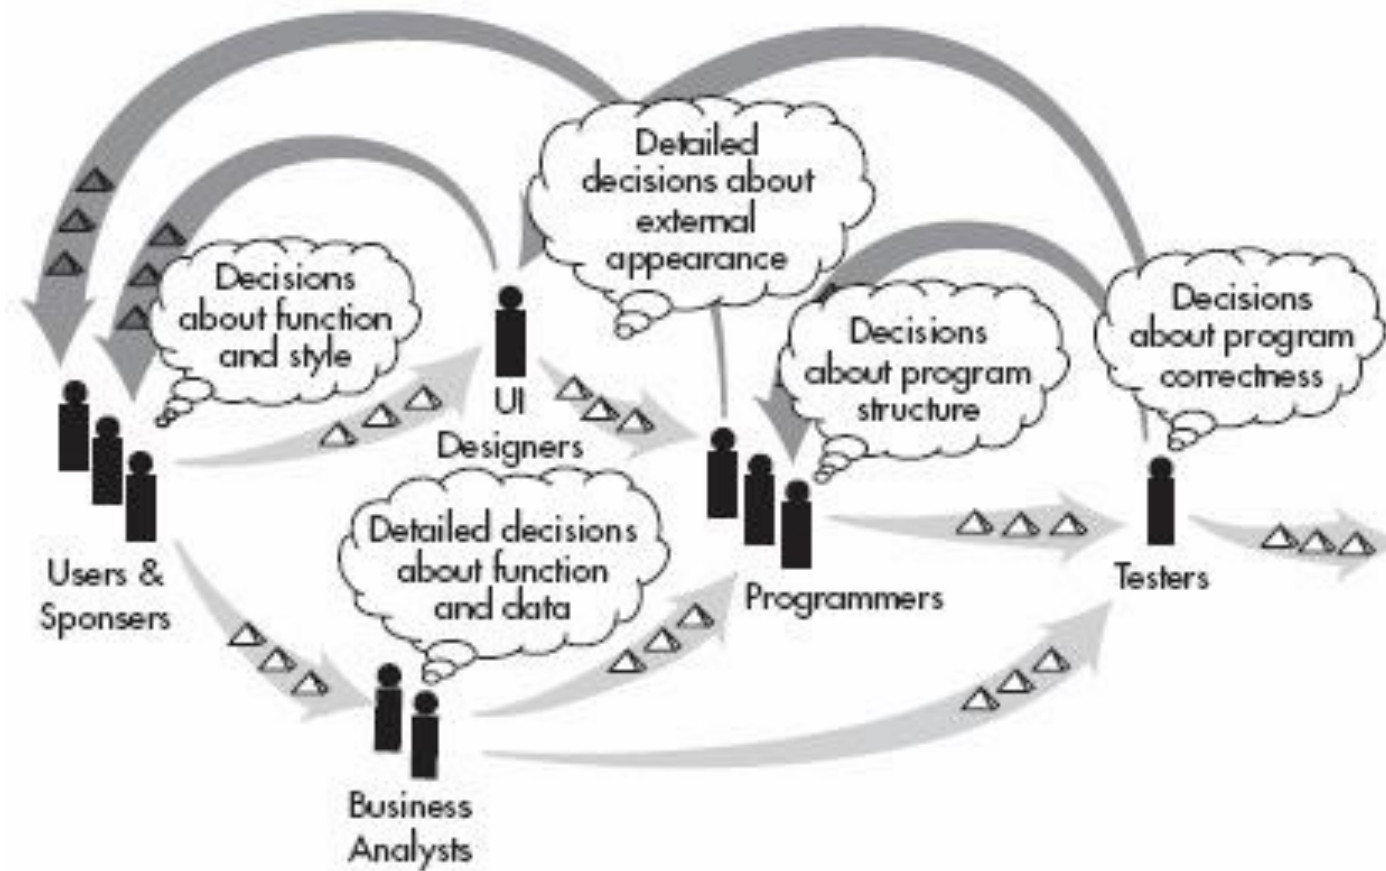 Detailed
decisions about
external
appearance
Decisions
about function
and style
Decisions
about program
structure
Decisions
about program
correctness
UI
Designers
Detailed decisions
about function
and data
Users &
Sponsers
Programmers
Testers
Business
Analysts